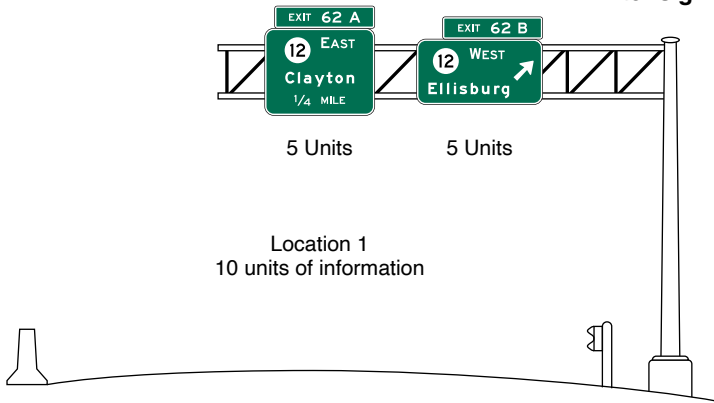 EXIT 62 A
12 EAST
Clayton
1/4 MILE
EXIT 62 B
12 WEST
Ellisburg
5 Units
5 Units
Location 1
10 units of information